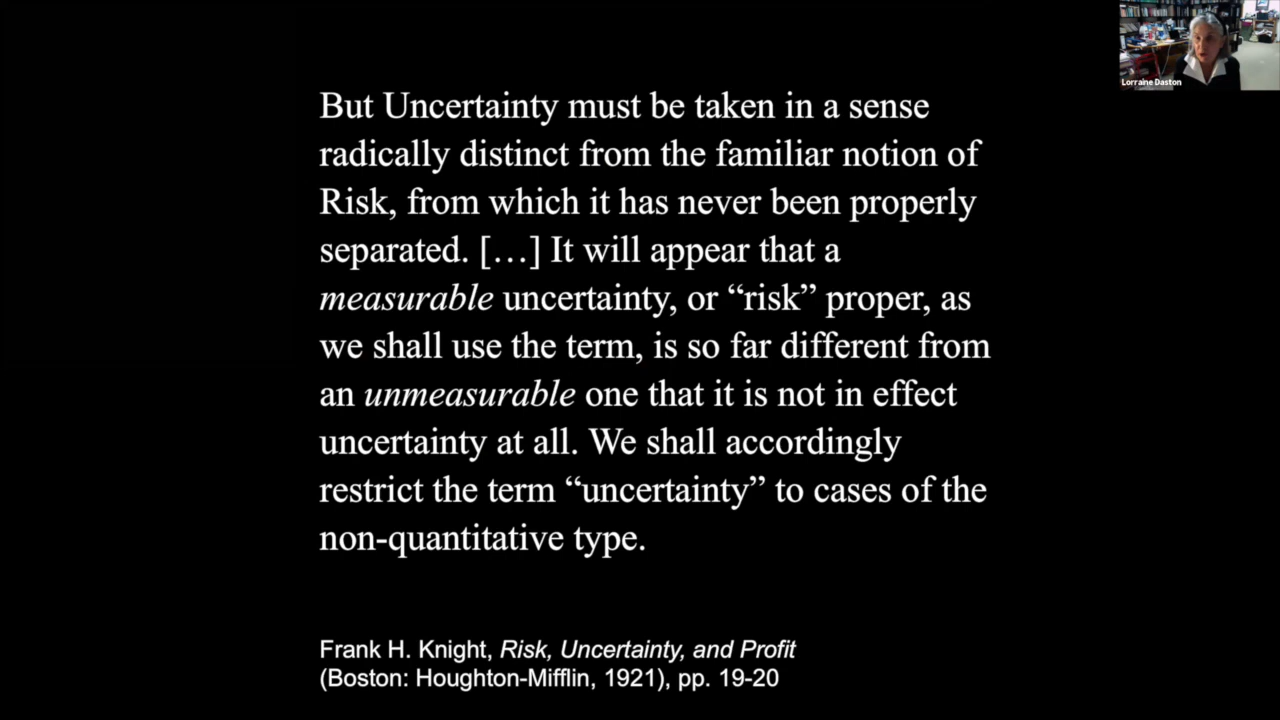 But Uncertainty must be taken in a sense
radically distinct from the familiar notion of
Risk, from which it has never been properly
separated. […] It will appear that a
measurable uncertainty, or “risk” proper, as
we shall use the term, is so far different from
an unmeasurable one that it is not in effect
uncertainty at all. We shall accordingly
restrict the term “uncertainty” to cases of the
non-quantitative type.
Frank H. Knight, Risk, Uncertainty, and Profit
(Boston: Houghton-Mifflin, 1921), pp. 19-20
Lorraine Daston